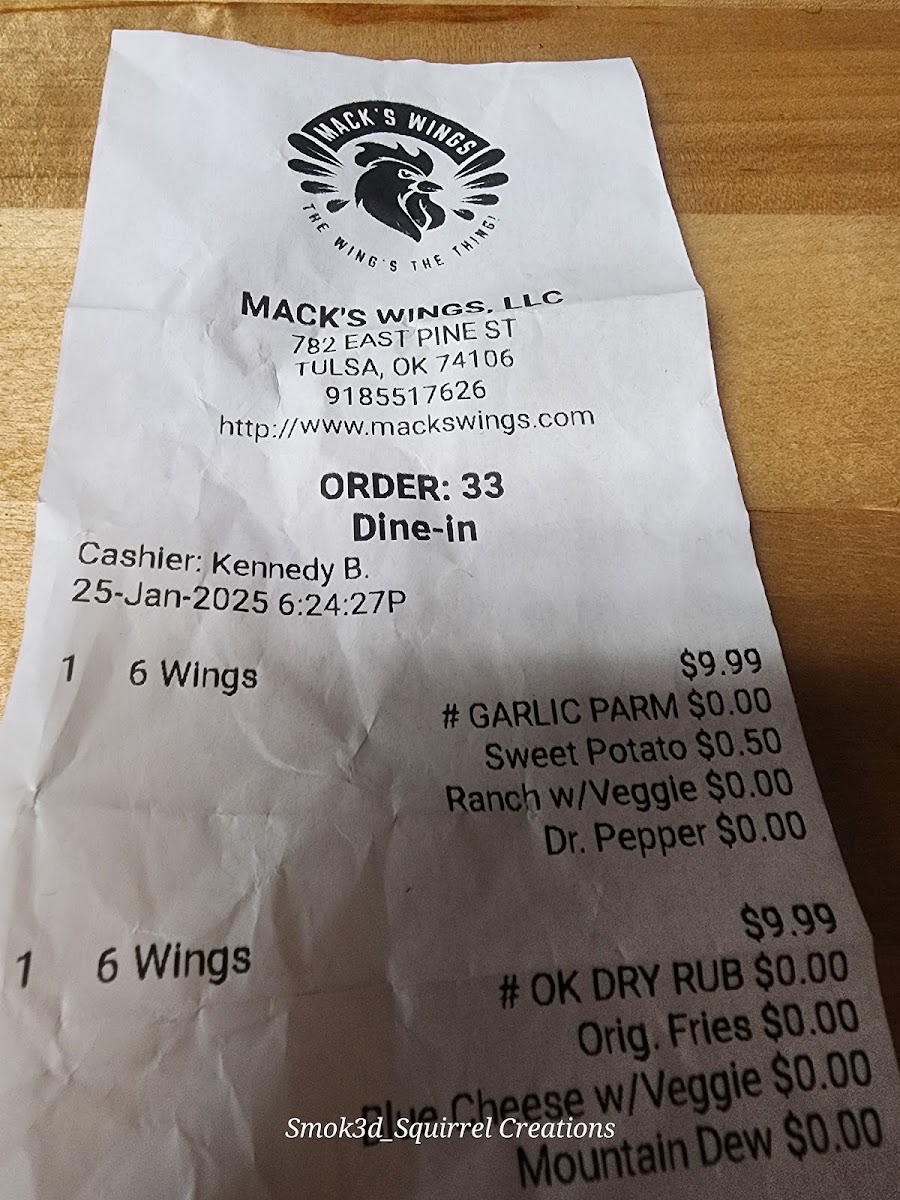 MACK'S WINGS
THE WING'S THE THING!
MACK'S WINGS, LLC
782 EAST PINE ST
TULSA, OK 74106
9185517626
http://www.mackswings.com
ORDER: 33
Dine-in
Cashier: Kennedy B.
25-Jan-2025 6:24:27P
1 6 Wings $9.99
# GARLIC PARM $0.00
Sweet Potato $0.50
Ranch w/Veggie $0.00
Dr. Pepper $0.00
1 6 Wings $9.99
# OK DRY RUB $0.00
Orig. Fries $0.00
Blue Cheese w/Veggie $0.00
Smok3d_Squirrel Creations
Mountain Dew $0.00